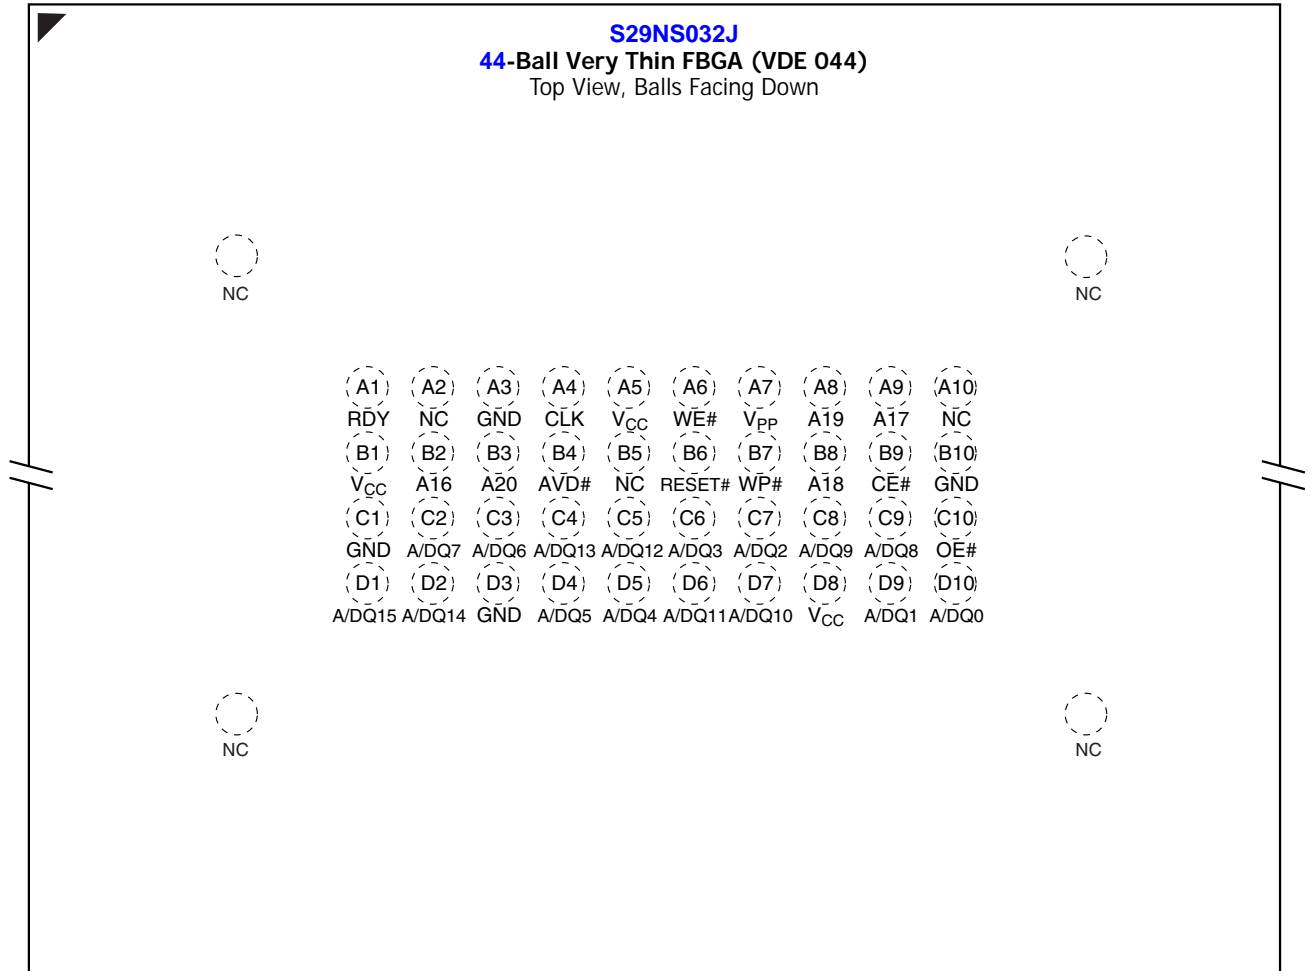 S29NS032J
44-Ball Very Thin FBGA (VDE 044)
Top View, Balls Facing Down
NC NC
A1 A2 A3 A4 A5 A6 A7 A8 A9 A10
RDY NC GND CLK VCC WE# VPP A19 A17 NC
B1 B2 B3 B4 B5 B6 B7 B8 B9 B10
VCC A16 A20 AVD# NC RESET# WP# A18 CE# GND
C1 C2 C3 C4 C5 C6 C7 C8 C9 C10
GND A/DQ7 A/DQ6 A/DQ13 A/DQ12 A/DQ3 A/DQ2 A/DQ9 A/DQ8 OE#
D1 D2 D3 D4 D5 D6 D7 D8 D9 D10
A/DQ15 A/DQ14 GND A/DQ5 A/DQ4 A/DQ11 A/DQ10 VCC A/DQ1 A/DQ0
NC NC